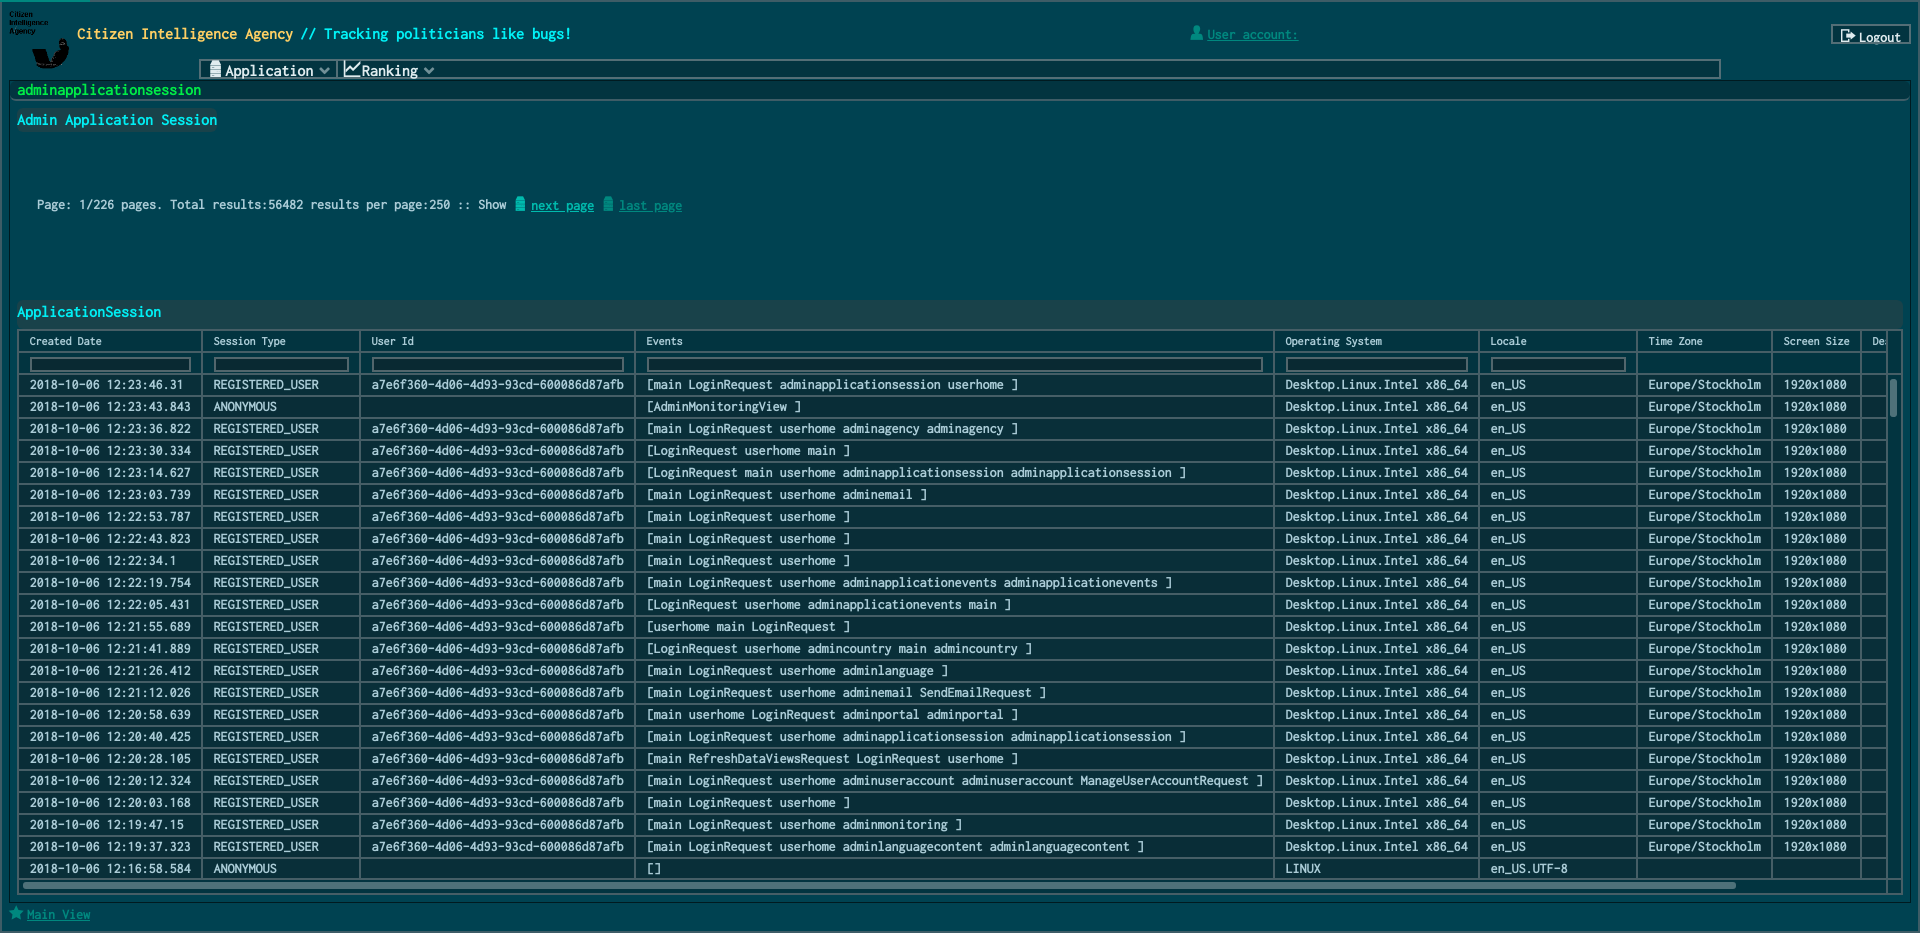 Citizen
Intelligence
Agency
Citizen Intelligence Agency // Tracking politicians like bugs!
User account:
Logout
Application Ranking
adminapplicationsession
Admin Application Session
Page: 1/226 pages. Total results:56482 results per page:250 :: Show next page last page
ApplicationSession
Created Date Session Type User Id Events Operating System Locale Time Zone Screen Size De
2018-10-06 12:23:46.31 REGISTERED_USER a7e6f360-4d06-4d93-93cd-600086d87afb [main LoginRequest adminapplicationsession userhome ] Desktop.Linux.Intel x86_64 en_US Europe/Stockholm 1920x1080
2018-10-06 12:23:43.843 ANONYMOUS [AdminMonitoringView ] Desktop.Linux.Intel x86_64 en_US Europe/Stockholm 1920x1080
2018-10-06 12:23:36.822 REGISTERED_USER a7e6f360-4d06-4d93-93cd-600086d87afb [main LoginRequest userhome adminagency adminagency ] Desktop.Linux.Intel x86_64 en_US Europe/Stockholm 1920x1080
2018-10-06 12:23:30.334 REGISTERED_USER a7e6f360-4d06-4d93-93cd-600086d87afb [LoginRequest userhome main ] Desktop.Linux.Intel x86_64 en_US Europe/Stockholm 1920x1080
2018-10-06 12:23:14.627 REGISTERED_USER a7e6f360-4d06-4d93-93cd-600086d87afb [LoginRequest main userhome adminapplicationsession adminapplicationsession ] Desktop.Linux.Intel x86_64 en_US Europe/Stockholm 1920x1080
2018-10-06 12:23:03.739 REGISTERED_USER a7e6f360-4d06-4d93-93cd-600086d87afb [main LoginRequest userhome adminemail ] Desktop.Linux.Intel x86_64 en_US Europe/Stockholm 1920x1080
2018-10-06 12:22:53.787 REGISTERED_USER a7e6f360-4d06-4d93-93cd-600086d87afb [main LoginRequest userhome ] Desktop.Linux.Intel x86_64 en_US Europe/Stockholm 1920x1080
2018-10-06 12:22:43.823 REGISTERED_USER a7e6f360-4d06-4d93-93cd-600086d87afb [main LoginRequest userhome ] Desktop.Linux.Intel x86_64 en_US Europe/Stockholm 1920x1080
2018-10-06 12:22:34.1 REGISTERED_USER a7e6f360-4d06-4d93-93cd-600086d87afb [main LoginRequest userhome ] Desktop.Linux.Intel x86_64 en_US Europe/Stockholm 1920x1080
2018-10-06 12:22:19.754 REGISTERED_USER a7e6f360-4d06-4d93-93cd-600086d87afb [main LoginRequest userhome adminapplicationevents adminapplicationevents ] Desktop.Linux.Intel x86_64 en_US Europe/Stockholm 1920x1080
2018-10-06 12:22:05.431 REGISTERED_USER a7e6f360-4d06-4d93-93cd-600086d87afb [LoginRequest userhome adminapplicationevents main ] Desktop.Linux.Intel x86_64 en_US Europe/Stockholm 1920x1080
2018-10-06 12:21:55.689 REGISTERED_USER a7e6f360-4d06-4d93-93cd-600086d87afb [userhome main LoginRequest ] Desktop.Linux.Intel x86_64 en_US Europe/Stockholm 1920x1080
2018-10-06 12:21:41.889 REGISTERED_USER a7e6f360-4d06-4d93-93cd-600086d87afb [LoginRequest userhome admincountry main admincountry ] Desktop.Linux.Intel x86_64 en_US Europe/Stockholm 1920x1080
2018-10-06 12:21:26.412 REGISTERED_USER a7e6f360-4d06-4d93-93cd-600086d87afb [main LoginRequest userhome adminlanguage ] Desktop.Linux.Intel x86_64 en_US Europe/Stockholm 1920x1080
2018-10-06 12:21:12.026 REGISTERED_USER a7e6f360-4d06-4d93-93cd-600086d87afb [main LoginRequest userhome adminemail SendEmailRequest ] Desktop.Linux.Intel x86_64 en_US Europe/Stockholm 1920x1080
2018-10-06 12:20:58.639 REGISTERED_USER a7e6f360-4d06-4d93-93cd-600086d87afb [main userhome LoginRequest adminportal adminportal ] Desktop.Linux.Intel x86_64 en_US Europe/Stockholm 1920x1080
2018-10-06 12:20:40.425 REGISTERED_USER a7e6f360-4d06-4d93-93cd-600086d87afb [main LoginRequest userhome adminapplicationsession adminapplicationsession ] Desktop.Linux.Intel x86_64 en_US Europe/Stockholm 1920x1080
2018-10-06 12:20:28.105 REGISTERED_USER a7e6f360-4d06-4d93-93cd-600086d87afb [main RefreshDataViewsRequest LoginRequest userhome ] Desktop.Linux.Intel x86_64 en_US Europe/Stockholm 1920x1080
2018-10-06 12:20:12.324 REGISTERED_USER a7e6f360-4d06-4d93-93cd-600086d87afb [main LoginRequest userhome adminuseraccount adminuseraccount ManageUserAccountRequest ] Desktop.Linux.Intel x86_64 en_US Europe/Stockholm 1920x1080
2018-10-06 12:20:03.168 REGISTERED_USER a7e6f360-4d06-4d93-93cd-600086d87afb [main LoginRequest userhome ] Desktop.Linux.Intel x86_64 en_US Europe/Stockholm 1920x1080
2018-10-06 12:19:47.15 REGISTERED_USER a7e6f360-4d06-4d93-93cd-600086d87afb [main LoginRequest userhome adminmonitoring ] Desktop.Linux.Intel x86_64 en_US Europe/Stockholm 1920x1080
2018-10-06 12:19:37.323 REGISTERED_USER a7e6f360-4d06-4d93-93cd-600086d87afb [main LoginRequest userhome adminlanguagecontent adminlanguagecontent ] Desktop.Linux.Intel x86_64 en_US Europe/Stockholm 1920x1080
2018-10-06 12:16:58.584 ANONYMOUS [] LINUX en_US.UTF-8
Main View